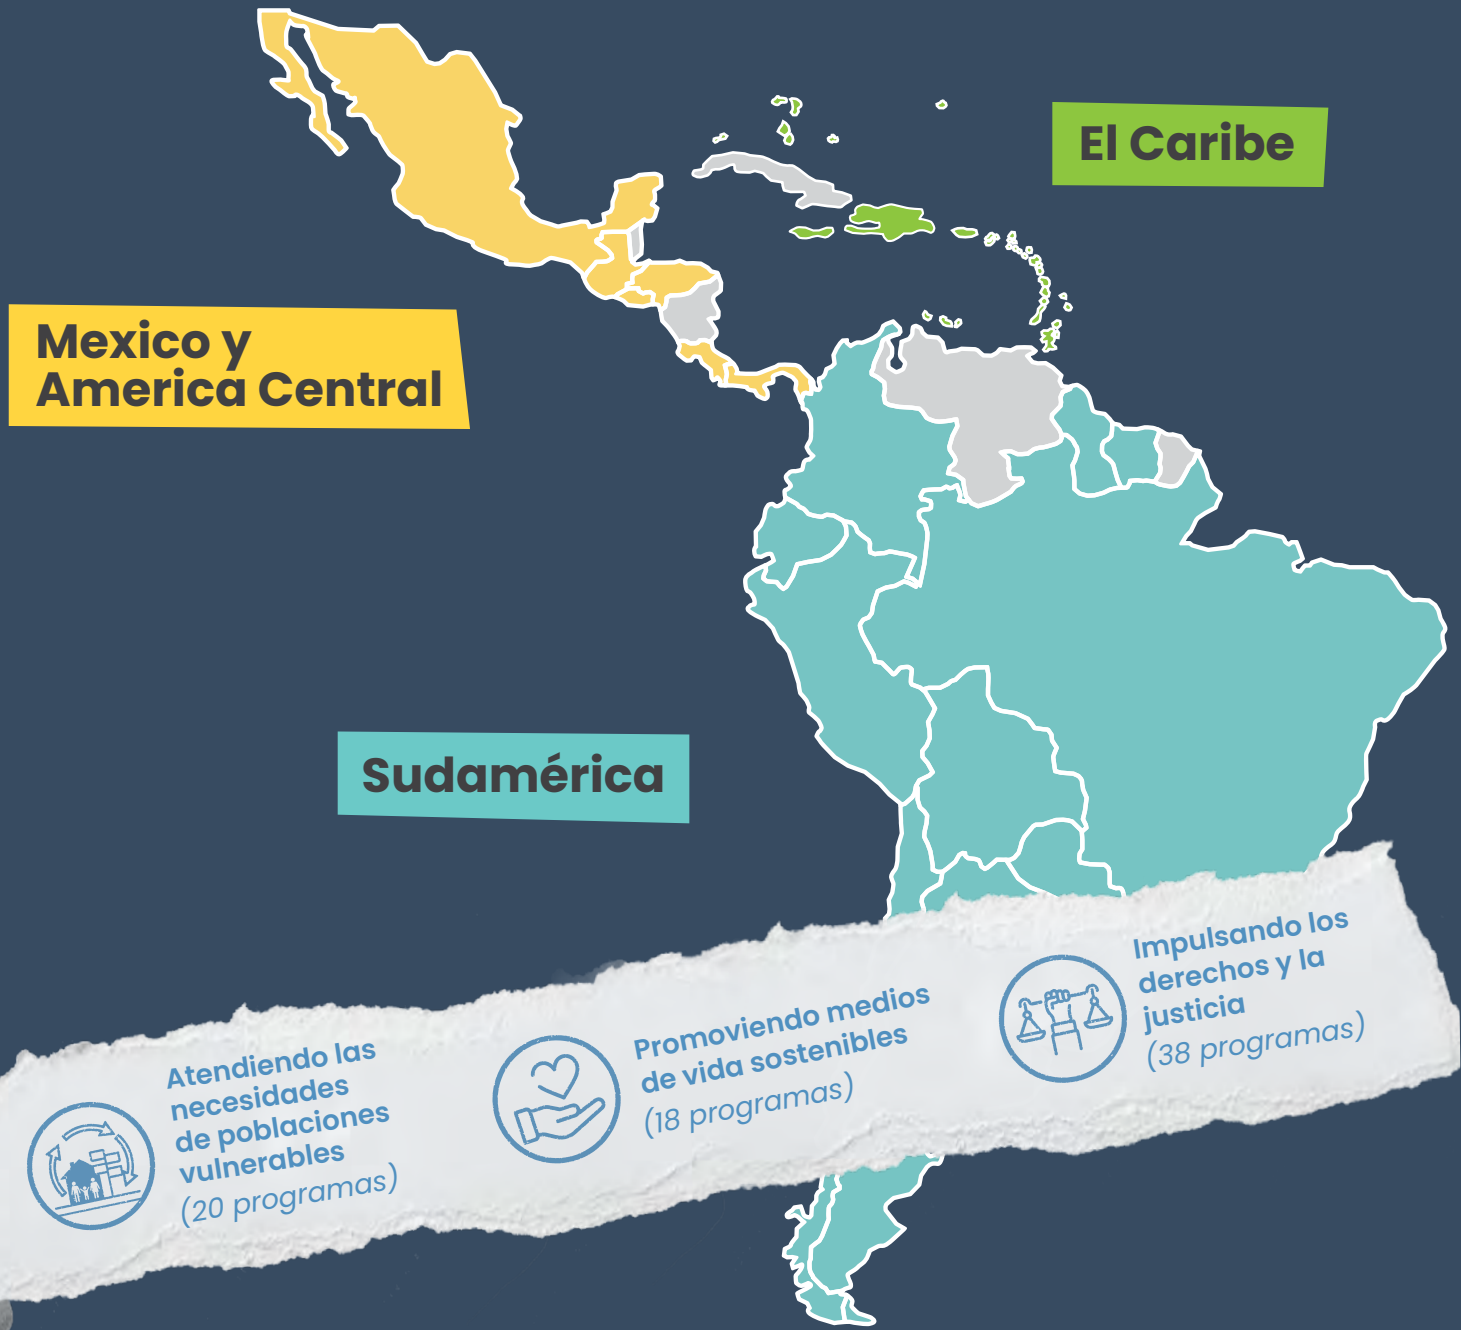 El Caribe
Mexico y
America Central
Sudamérica
Atendiendo las
necesidades
de poblaciones
vulnerables
(20 programas)
Promoviendo medios
de vida sostenibles
(18 programas)
Impulsando los
derechos y la
justicia
(38 programas)